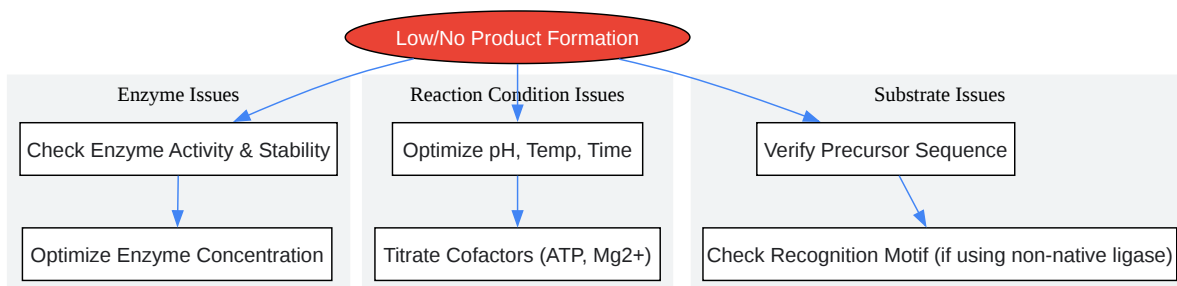 Low/No Product Formation
Enzyme Issues
Reaction Condition Issues
Substrate Issues
Check Enzyme Activity & Stability
Optimize pH, Temp, Time
Verify Precursor Sequence
Optimize Enzyme Concentration
Titrate Cofactors (ATP, Mg2+)
Check Recognition Motif (if using non-native ligase)